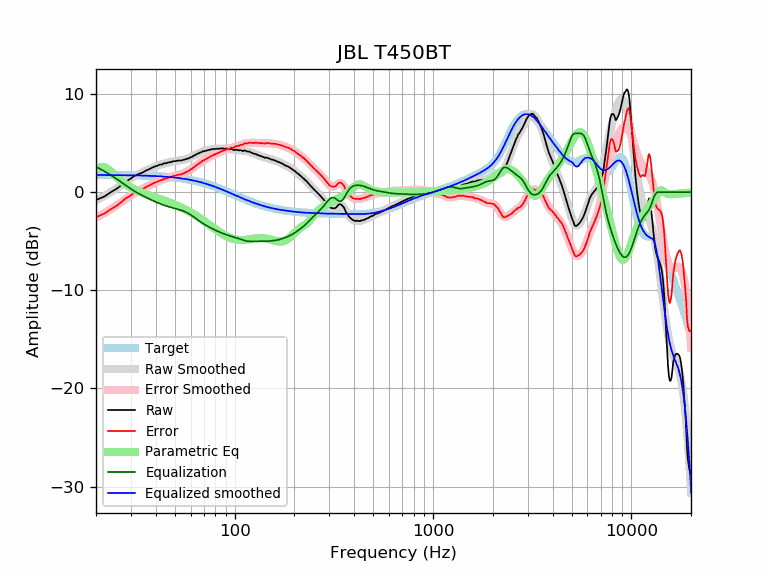 JBL T450BT
Amplitude (dBr)
10
0
−10
−20
−30
Target
Raw Smoothed
Error Smoothed
Raw
Error
Parametric Eq
Equalization
Equalized smoothed
100
1000
10000
Frequency (Hz)